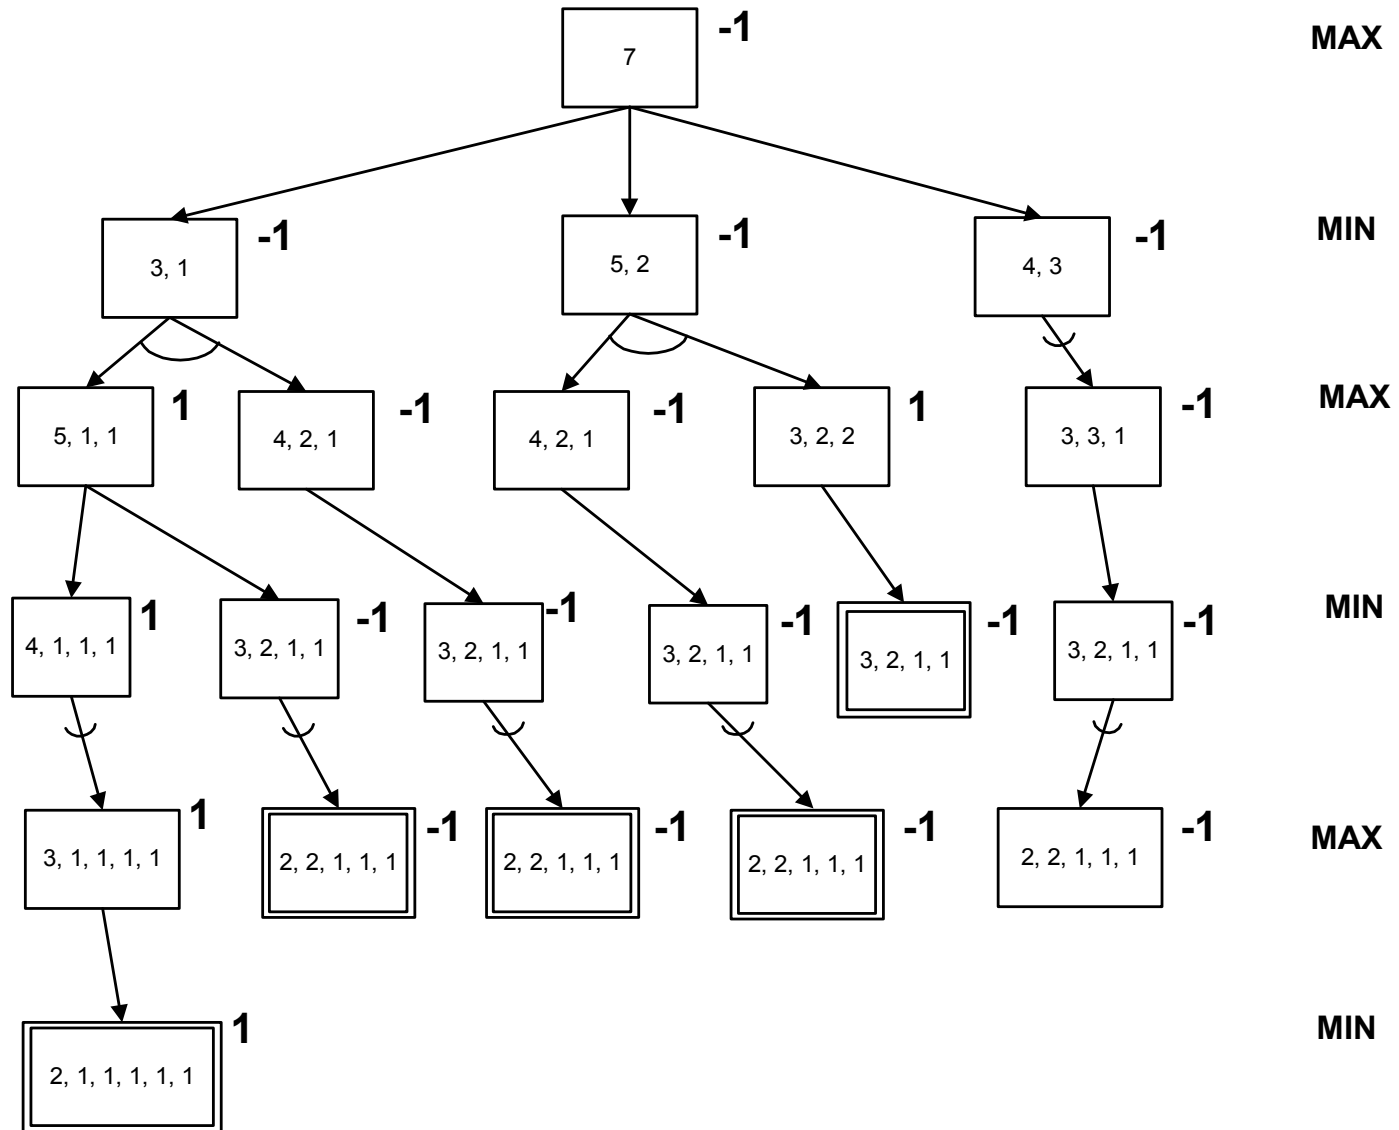 7
-1
MAX
3, 1
-1
5, 2
-1
4, 3
-1
MIN
5, 1, 1
1
4, 2, 1
-1
4, 2, 1
-1
3, 2, 2
1
3, 3, 1
-1
MAX
4, 1, 1, 1
1
3, 2, 1, 1
-1
3, 2, 1, 1
-1
3, 2, 1, 1
-1
3, 2, 1, 1
-1
3, 2, 1, 1
-1
MIN
3, 1, 1, 1, 1
1
2, 2, 1, 1, 1
-1
2, 2, 1, 1, 1
-1
2, 2, 1, 1, 1
-1
2, 2, 1, 1, 1
-1
MAX
2, 1, 1, 1, 1, 1
1
MIN